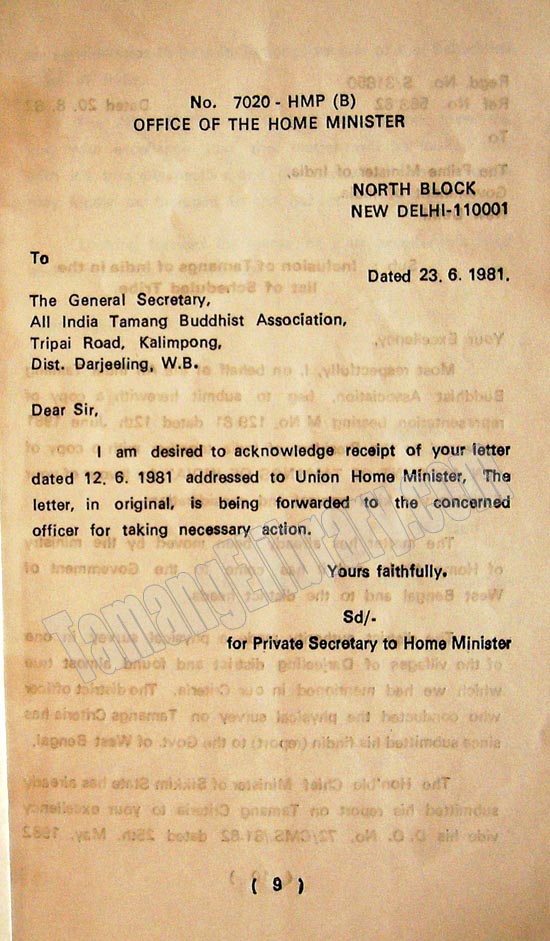 No. 7020 - HMP (B)
OFFICE OF THE HOME MINISTER
NORTH BLOCK
NEW DELHI-110001
To
Dated 23. 6. 1981.
The General Secretary,
All India Tamang Buddhist Association,
Tripai Road, Kalimpong,
Dist. Darjeeling, W.B.
Dear Sir,
I am desired to acknowledge receipt of your letter
dated 12. 6. 1981 addressed to Union Home Minister, The
letter, in original, is being forwarded to the concerned
officer for taking necessary action.
Yours faithfully.
Sd/-
for Private Secretary to Home Minister
( 9 )
TamangLibrary.com